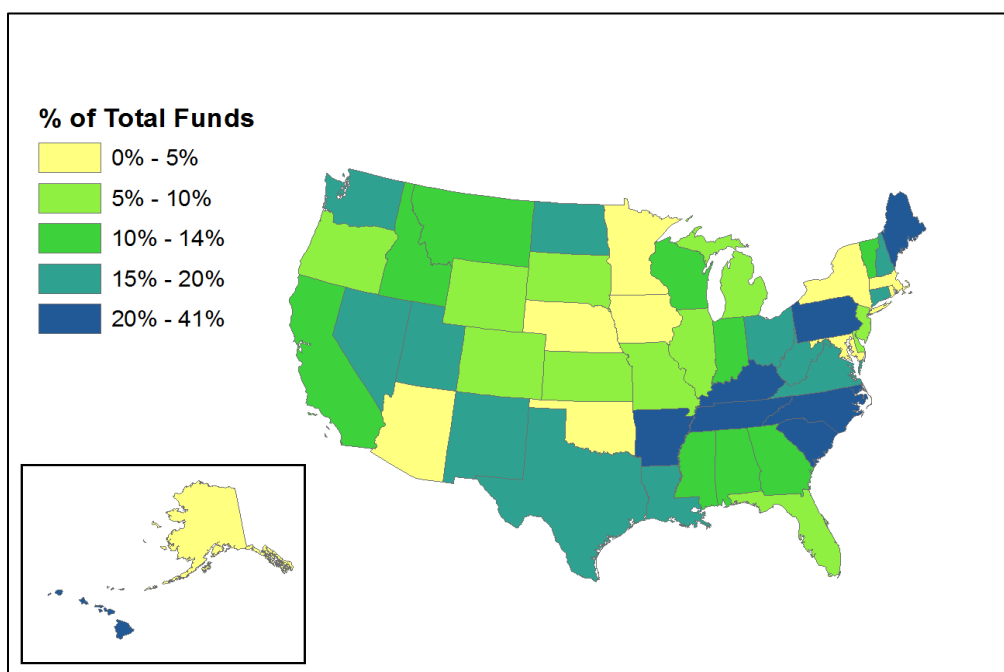 % of Total Funds
0% - 5%
5% - 10%
10% - 14%
15% - 20%
20% - 41%